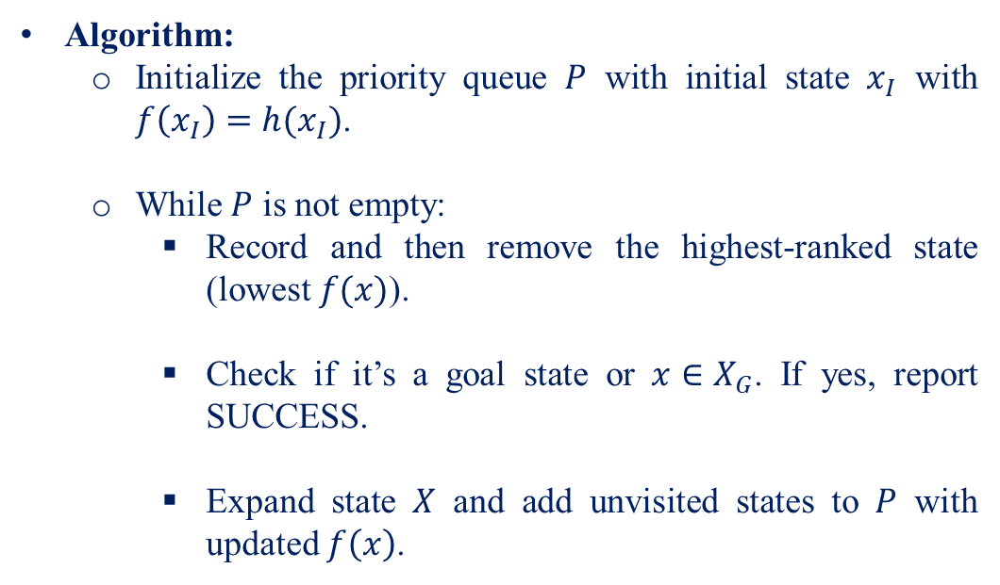 • Algorithm:
o Initialize the priority queue P with initial state x_I with
f(x_I) = h(x_I).
o While P is not empty:
▪ Record and then remove the highest-ranked state
(lowest f(x)).
▪ Check if it’s a goal state or x ∈ X_G. If yes, report
SUCCESS.
▪ Expand state X and add unvisited states to P with
updated f(x).